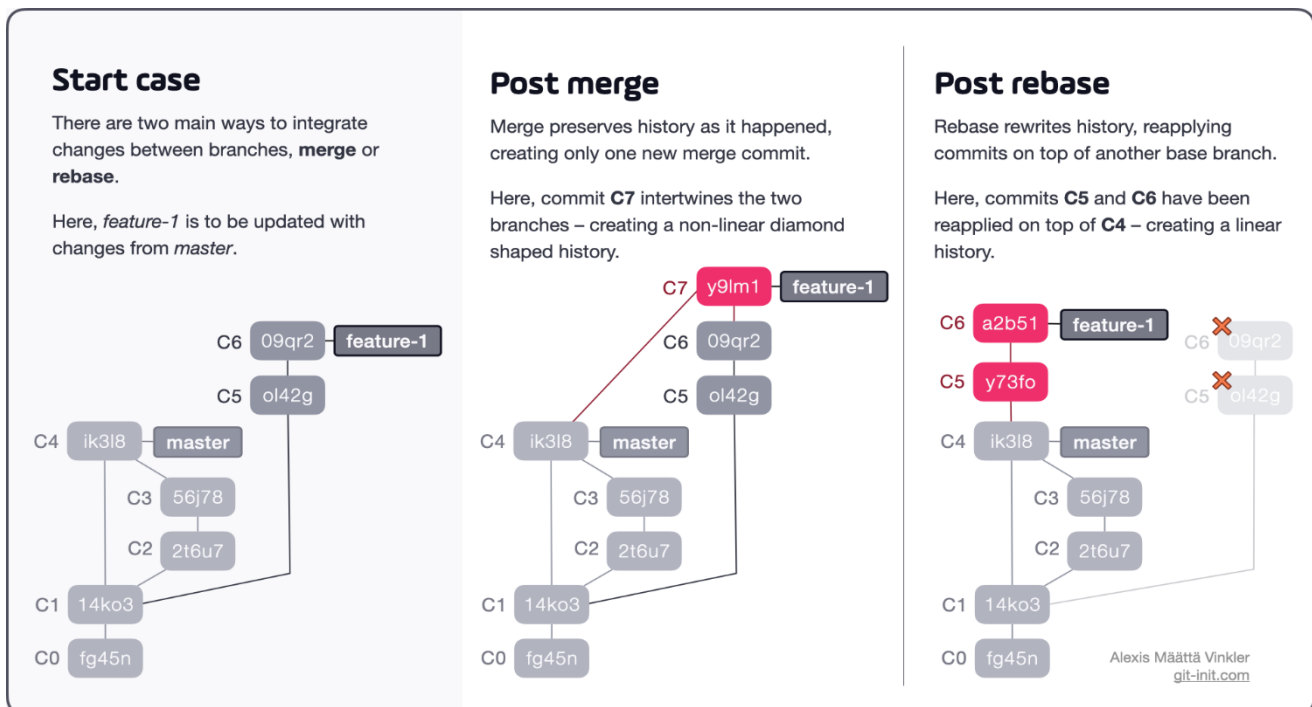 Start case
There are two main ways to integrate
changes between branches, merge or
rebase.
Here, feature-1 is to be updated with
changes from master.
C6 09qr2 feature-1
C5 ol42g
C4 ik3l8 master
C3 56j78
C2 2t6u7
C1 14ko3
C0 fg45n
Post merge
Merge preserves history as it happened,
creating only one new merge commit.
Here, commit C7 intertwines the two
branches – creating a non-linear diamond
shaped history.
C7 y9lm1 feature-1
C6 09qr2
C5 ol42g
C4 ik3l8 master
C3 56j78
C2 2t6u7
C1 14ko3
C0 fg45n
Post rebase
Rebase rewrites history, reapplying
commits on top of another base branch.
Here, commits C5 and C6 have been
reapplied on top of C4 – creating a linear
history.
C6 a2b51 feature-1 C6 09qr2
C5 y73fo C5 ol42g
C4 ik3l8 master
C3 56j78
C2 2t6u7
C1 14ko3
C0 fg45n
Alexis Määttä Vinkler
git-init.com